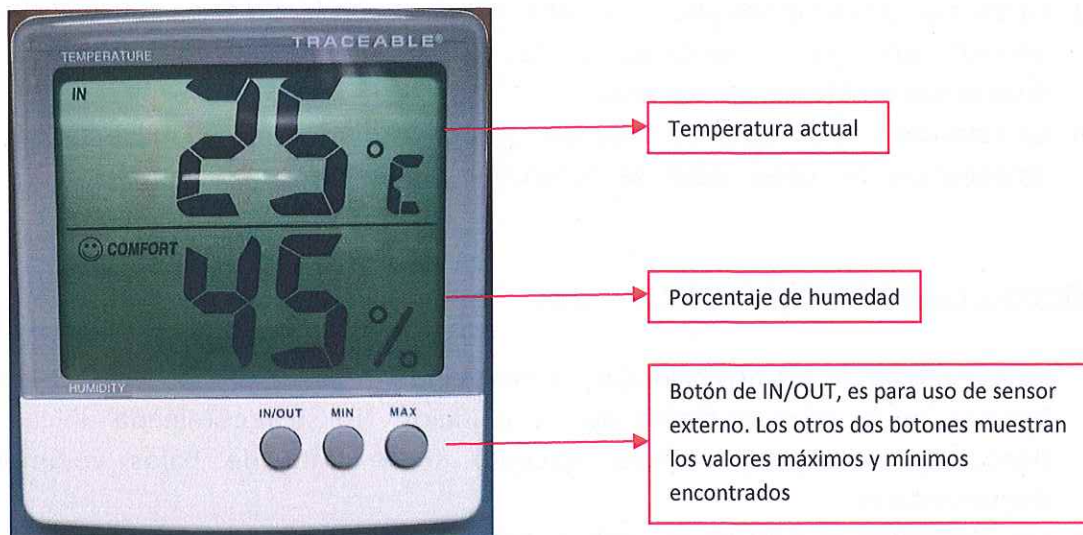 TRACEABLE®
TEMPERATURE
IN
25 °C
Temperatura actual
COMFORT
45 %
Porcentaje de humedad
HUMIDITY
IN/OUT MIN MAX
Botón de IN/OUT, es para uso de sensor
externo. Los otros dos botones muestran
los valores máximos y mínimos
encontrados